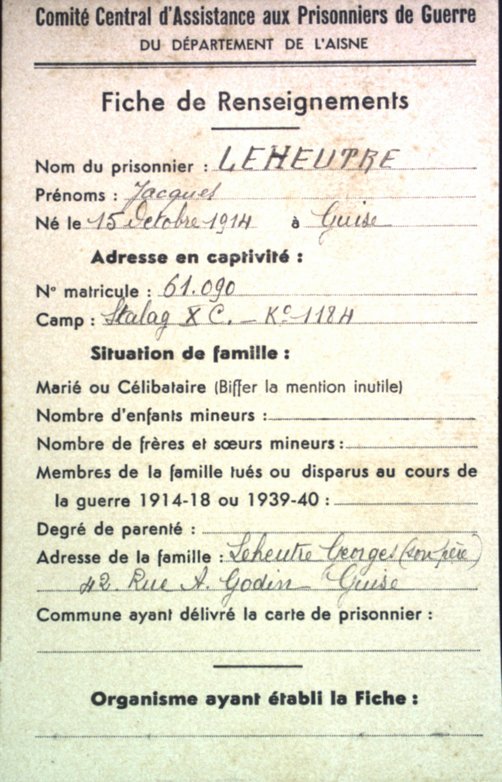 Comité Central d'Assistance aux Prisonniers de Guerre
DU DÉPARTEMENT DE L'AISNE
Fiche de Renseignements
Nom du prisonnier : LEHEUTRE
Prénoms : Jacques
Né le 15 Octobre 1914 à Guise
Adresse en captivité :
N° matricule : 61.090
Camp : Stalag X C. - K° 1184
Situation de famille :
Marié ou Célibataire (Biffer la mention inutile)
Nombre d'enfants mineurs :
Nombre de frères et sœurs mineurs :
Membres de la famille tués ou disparus au cours de
la guerre 1914-18 ou 1939-40 :
Degré de parenté :
Adresse de la famille : Leheutre Georges (son père)
42. Rue A. Godin Guise
Commune ayant délivré la carte de prisonnier :
Organisme ayant établi la Fiche :